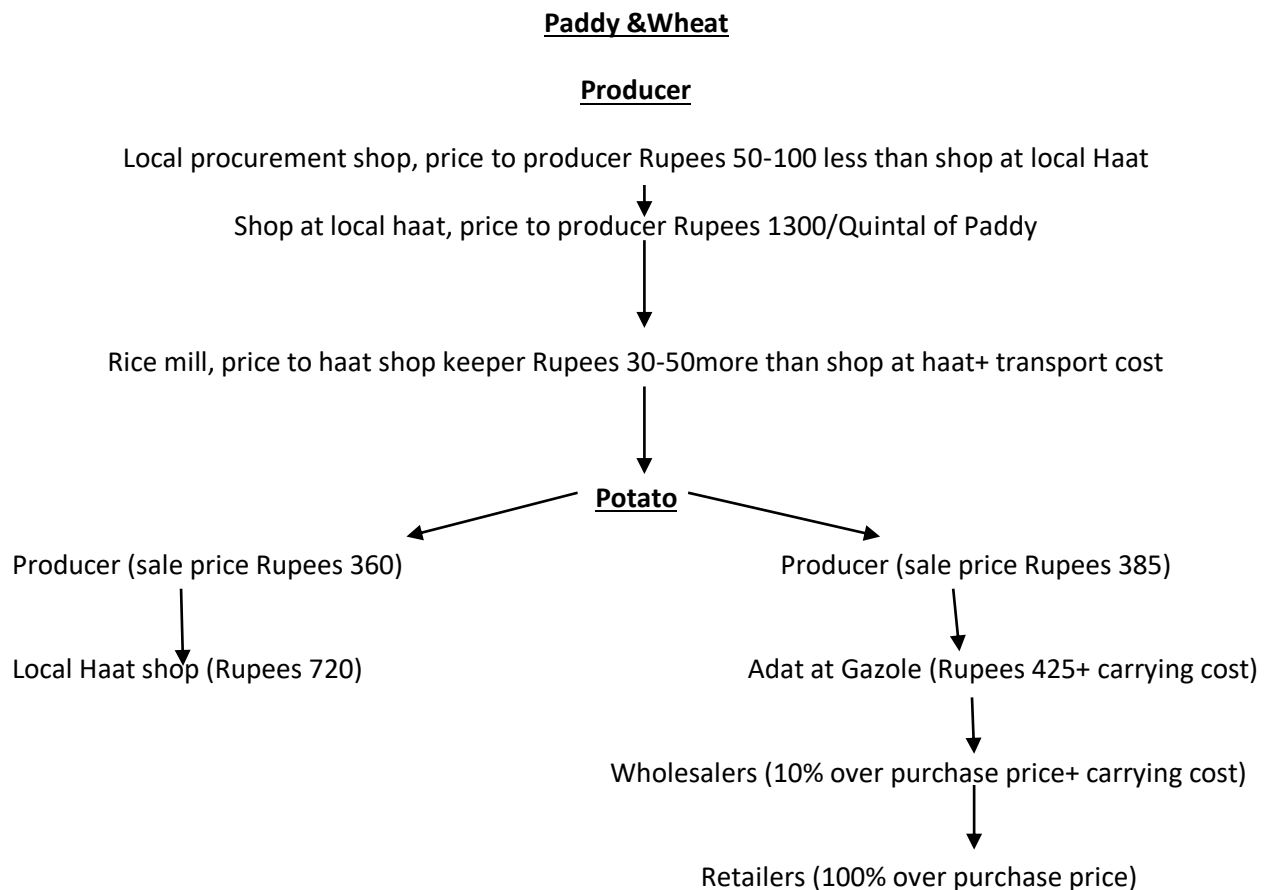 Paddy &Wheat
Producer
Local procurement shop, price to producer Rupees 50-100 less than shop at local Haat
Shop at local haat, price to producer Rupees 1300/Quintal of Paddy
Rice mill, price to haat shop keeper Rupees 30-50more than shop at haat+ transport cost
Potato
Producer (sale price Rupees 360)
Local Haat shop (Rupees 720)
Producer (sale price Rupees 385)
Adat at Gazole (Rupees 425+ carrying cost)
Wholesalers (10% over purchase price+ carrying cost)
Retailers (100% over purchase price)